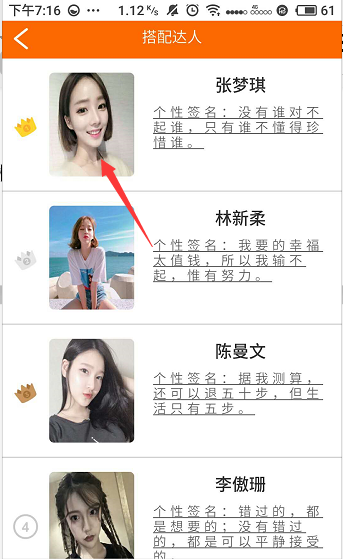 下午7:16 ... 1.12 K/s 4G 61
搭配达人
张梦琪
个性签名：没有谁对不
起谁，只有谁不懂得珍
惜谁。
林新柔
个性签名：我要的幸福
太值钱，所以我输不
起，惟有努力。
陈曼文
个性签名：据我测算，
还可以退五十步，但生
活只有五步。
4
李傲珊
个性签名：错过的，都
是想要的；没有错过
的，都是可以平静接受
的。